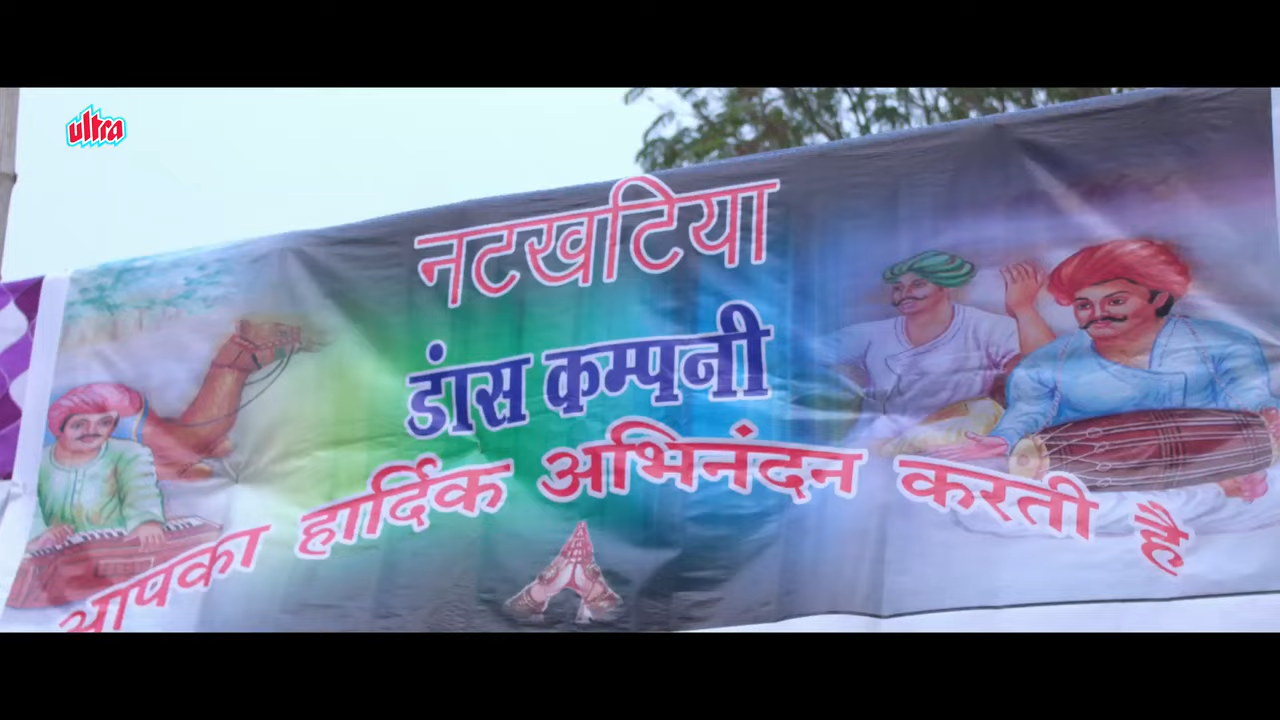 ultra
नटखटिया
डांस कम्पनी
आपका हार्दिक अभिनंदन करती है